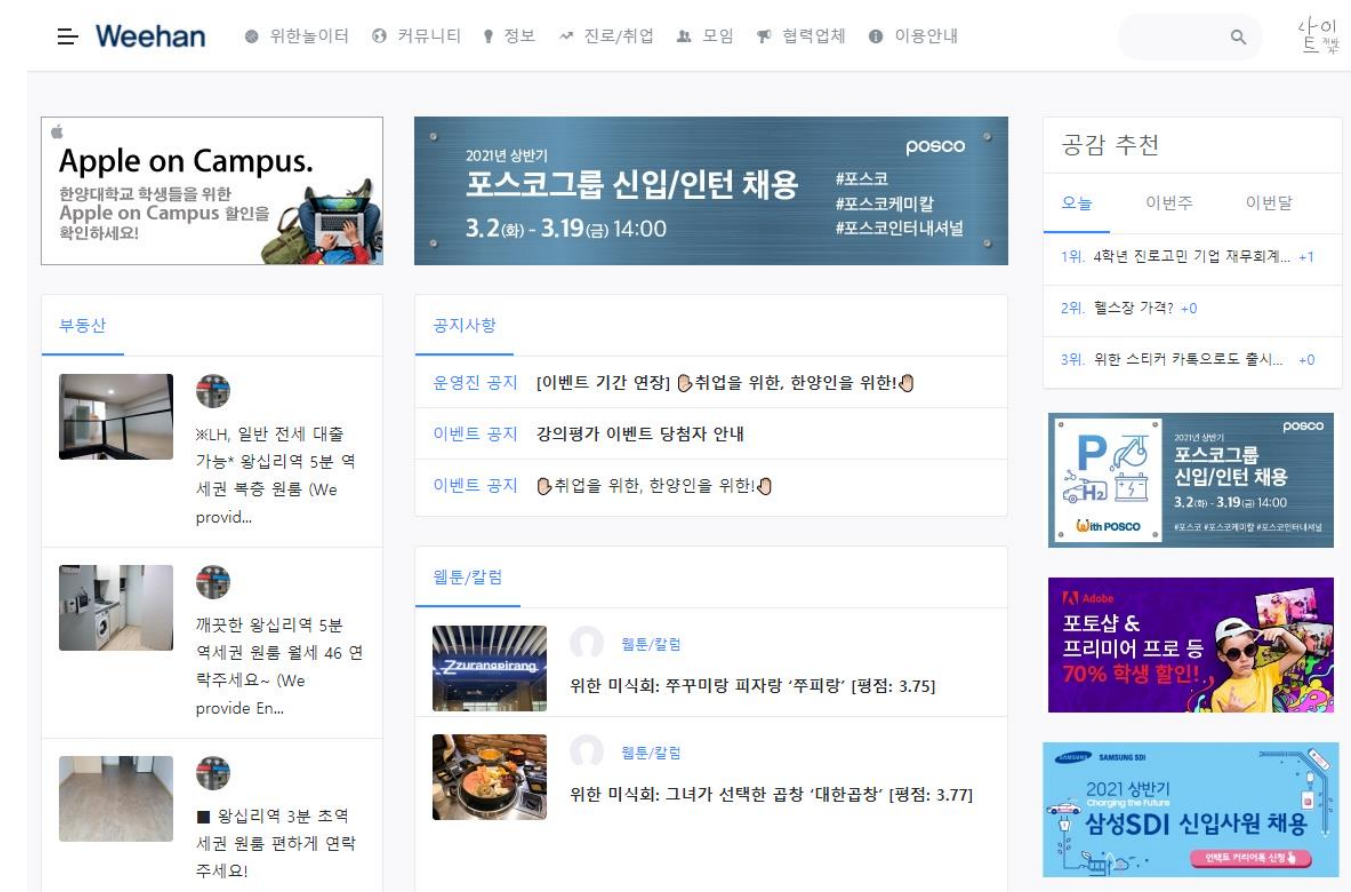 Weehan
위한놀이터
커뮤니티
정보
진로/취업
모임
협력업체
이용안내
사이
트 개발
Apple on Campus.
한양대학교 학생들을 위한
Apple on Campus 할인을
확인하세요!
2021년 상반기
posco
포스코그룹 신입/인턴 채용
3.2(화) - 3.19(금) 14:00
#포스코
#포스코케미칼
#포스코인터내셔널
공감 추천
오늘 이번주 이번달
1위. 4학년 진로고민 기업 재무회계... +1
2위. 헬스장 가격? +0
3위. 위한 스티커 카톡으로도 출시... +0
부동산
※LH, 일반 전세 대출
가능* 왕십리역 5분 역
세권 복층 원룸 (We
provid...
깨끗한 왕십리역 5분
역세권 원룸 월세 46 연
락주세요~ (We
provide En...
■ 왕십리역 3분 초역
세권 원룸 편하게 연락
주세요!
공지사항
운영진 공지 [이벤트 기간 연장] ✋취업을 위한, 한양인을 위한!🤚
이벤트 공지 강의평가 이벤트 당첨자 안내
이벤트 공지 ✋취업을 위한, 한양인을 위한!🤚
웹툰/칼럼
Zzurangpirang
웹툰/칼럼
위한 미식회: 쭈꾸미랑 피자랑 ‘쭈피랑’ [평점: 3.75]
웹툰/칼럼
위한 미식회: 그녀가 선택한 곱창 ‘대한곱창’ [평점: 3.77]
posco
2021년 상반기
포스코그룹
신입/인턴 채용
3.2(화) - 3.19(금) 14:00
#포스코 #포스코케미칼 #포스코인터내셔널
P
H2
With POSCO
Adobe
포토샵 &
프리미어 프로 등
70% 학생 할인!
SAMSUNG SAMSUNG SDI
2021 상반기
Charging the Future
삼성SDI 신입사원 채용
언택트 커리어톡 신청